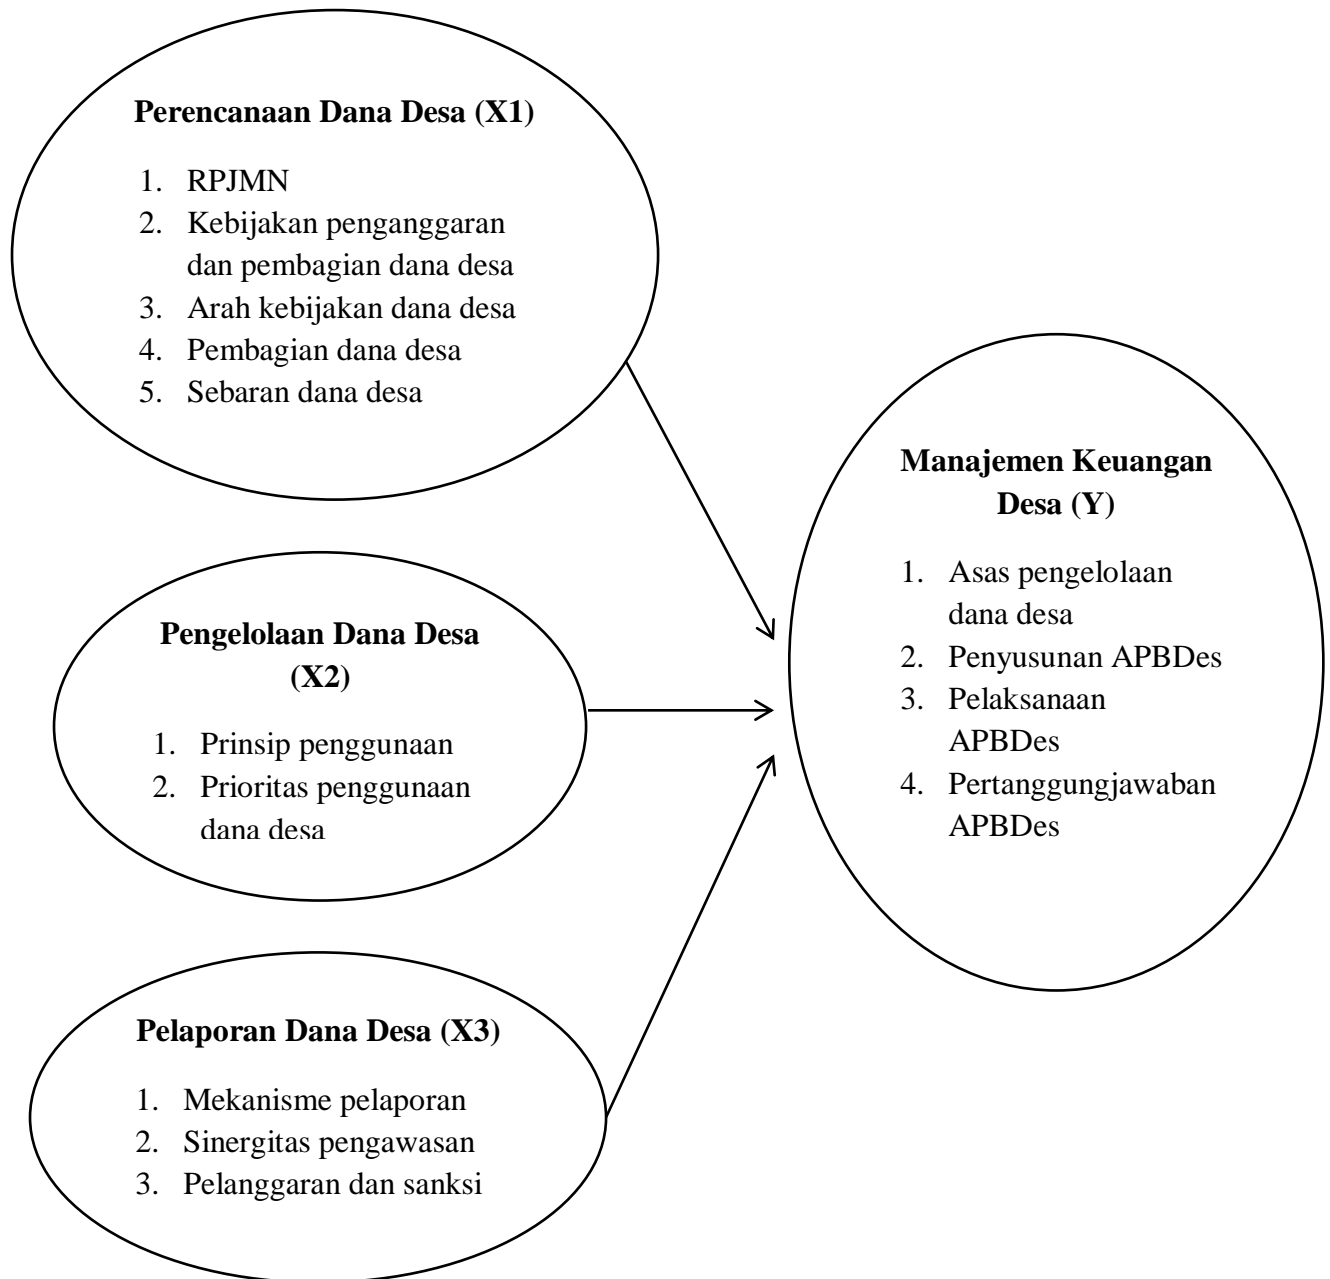 Perencanaan Dana Desa (X1)
1. RPJMN
2. Kebijakan penganggaran
dan pembagian dana desa
3. Arah kebijakan dana desa
4. Pembagian dana desa
5. Sebaran dana desa
Pengelolaan Dana Desa
(X2)
1. Prinsip penggunaan
2. Prioritas penggunaan
dana desa
Pelaporan Dana Desa (X3)
1. Mekanisme pelaporan
2. Sinergitas pengawasan
3. Pelanggaran dan sanksi
Manajemen Keuangan
Desa (Y)
1. Asas pengelolaan
dana desa
2. Penyusunan APBDes
3. Pelaksanaan
APBDes
4. Pertanggungjawaban
APBDes